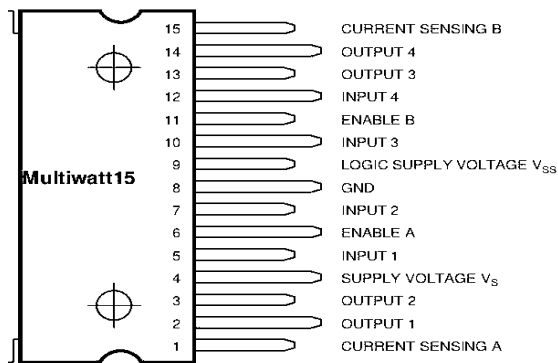 15 CURRENT SENSING B
14 OUTPUT 4
13 OUTPUT 3
12 INPUT 4
11 ENABLE B
10 INPUT 3
9 LOGIC SUPPLY VOLTAGE VSS
Multiwatt15
8 GND
7 INPUT 2
6 ENABLE A
5 INPUT 1
4 SUPPLY VOLTAGE VS
3 OUTPUT 2
2 OUTPUT 1
1 CURRENT SENSING A